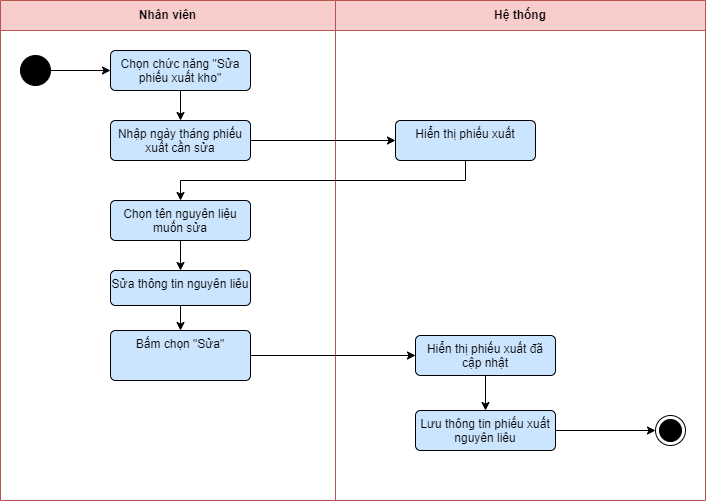 Nhân viên
Hệ thống
Chọn chức năng "Sửa
phiếu xuất kho"
Nhập ngày tháng phiếu
xuất cần sửa
Hiển thị phiếu xuất
Chọn tên nguyên liệu
muốn sửa
Sửa thông tin nguyên liêu
Bấm chọn "Sửa"
Hiển thị phiếu xuất đã
cập nhật
Lưu thông tin phiếu xuất
nguyên liêu